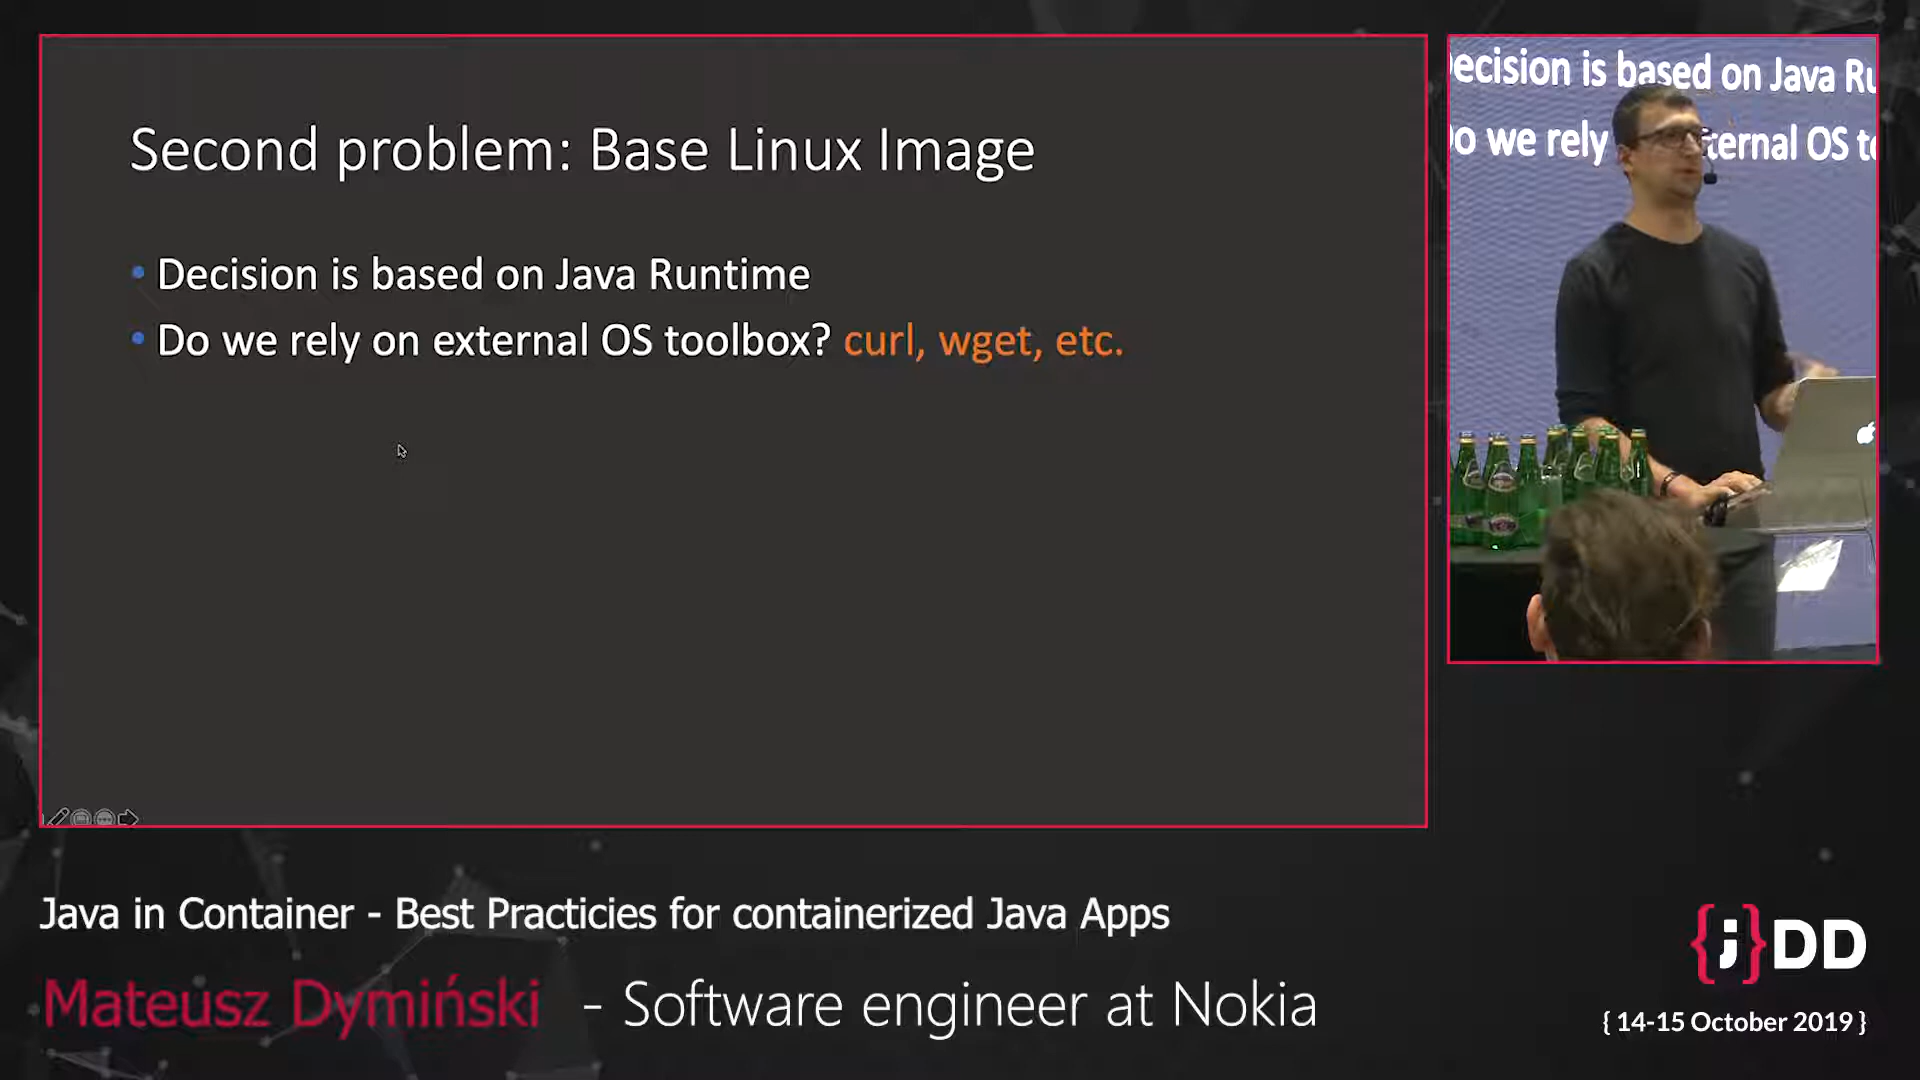 Second problem: Base Linux Image
• Decision is based on Java Runtime
• Do we rely on external OS toolbox? curl, wget, etc.
ecision is based on Java Ru
o we rely ternal OS to
Java in Container - Best Practicies for containerized Java Apps
Mateusz Dymiński - Software engineer at Nokia
{;}DD
{ 14-15 October 2019 }